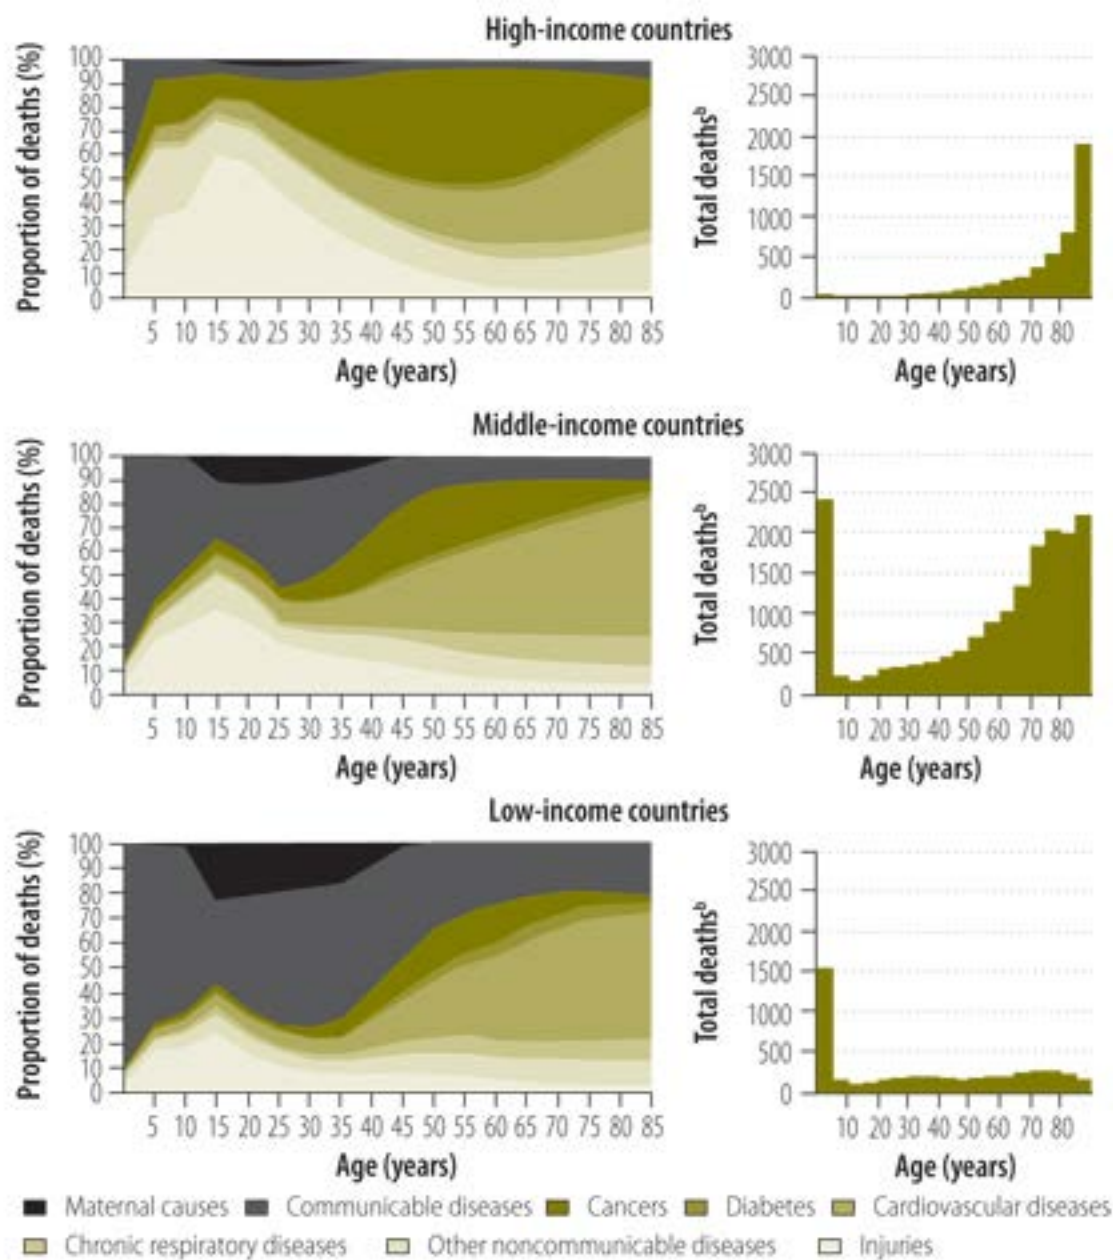 High-income countries
Proportion of deaths (%)
100
90
80
70
60
50
40
30
20
10
0
5 10 15 20 25 30 35 40 45 50 55 60 65 70 75 80 85
Age (years)
Total deathsᵇ
3000
2500
2000
1500
1000
500
0
10 20 30 40 50 60 70 80
Age (years)
Middle-income countries
Proportion of deaths (%)
100
90
80
70
60
50
40
30
20
10
0
5 10 15 20 25 30 35 40 45 50 55 60 65 70 75 80 85
Age (years)
Total deathsᵇ
3000
2500
2000
1500
1000
500
0
10 20 30 40 50 60 70 80
Age (years)
Low-income countries
Proportion of deaths (%)
100
90
80
70
60
50
40
30
20
10
0
5 10 15 20 25 30 35 40 45 50 55 60 65 70 75 80 85
Age (years)
Total deathsᵇ
3000
2500
2000
1500
1000
500
0
10 20 30 40 50 60 70 80
Age (years)
Maternal causes Communicable diseases Cancers Diabetes Cardiovascular diseases
Chronic respiratory diseases Other noncommunicable diseases Injuries